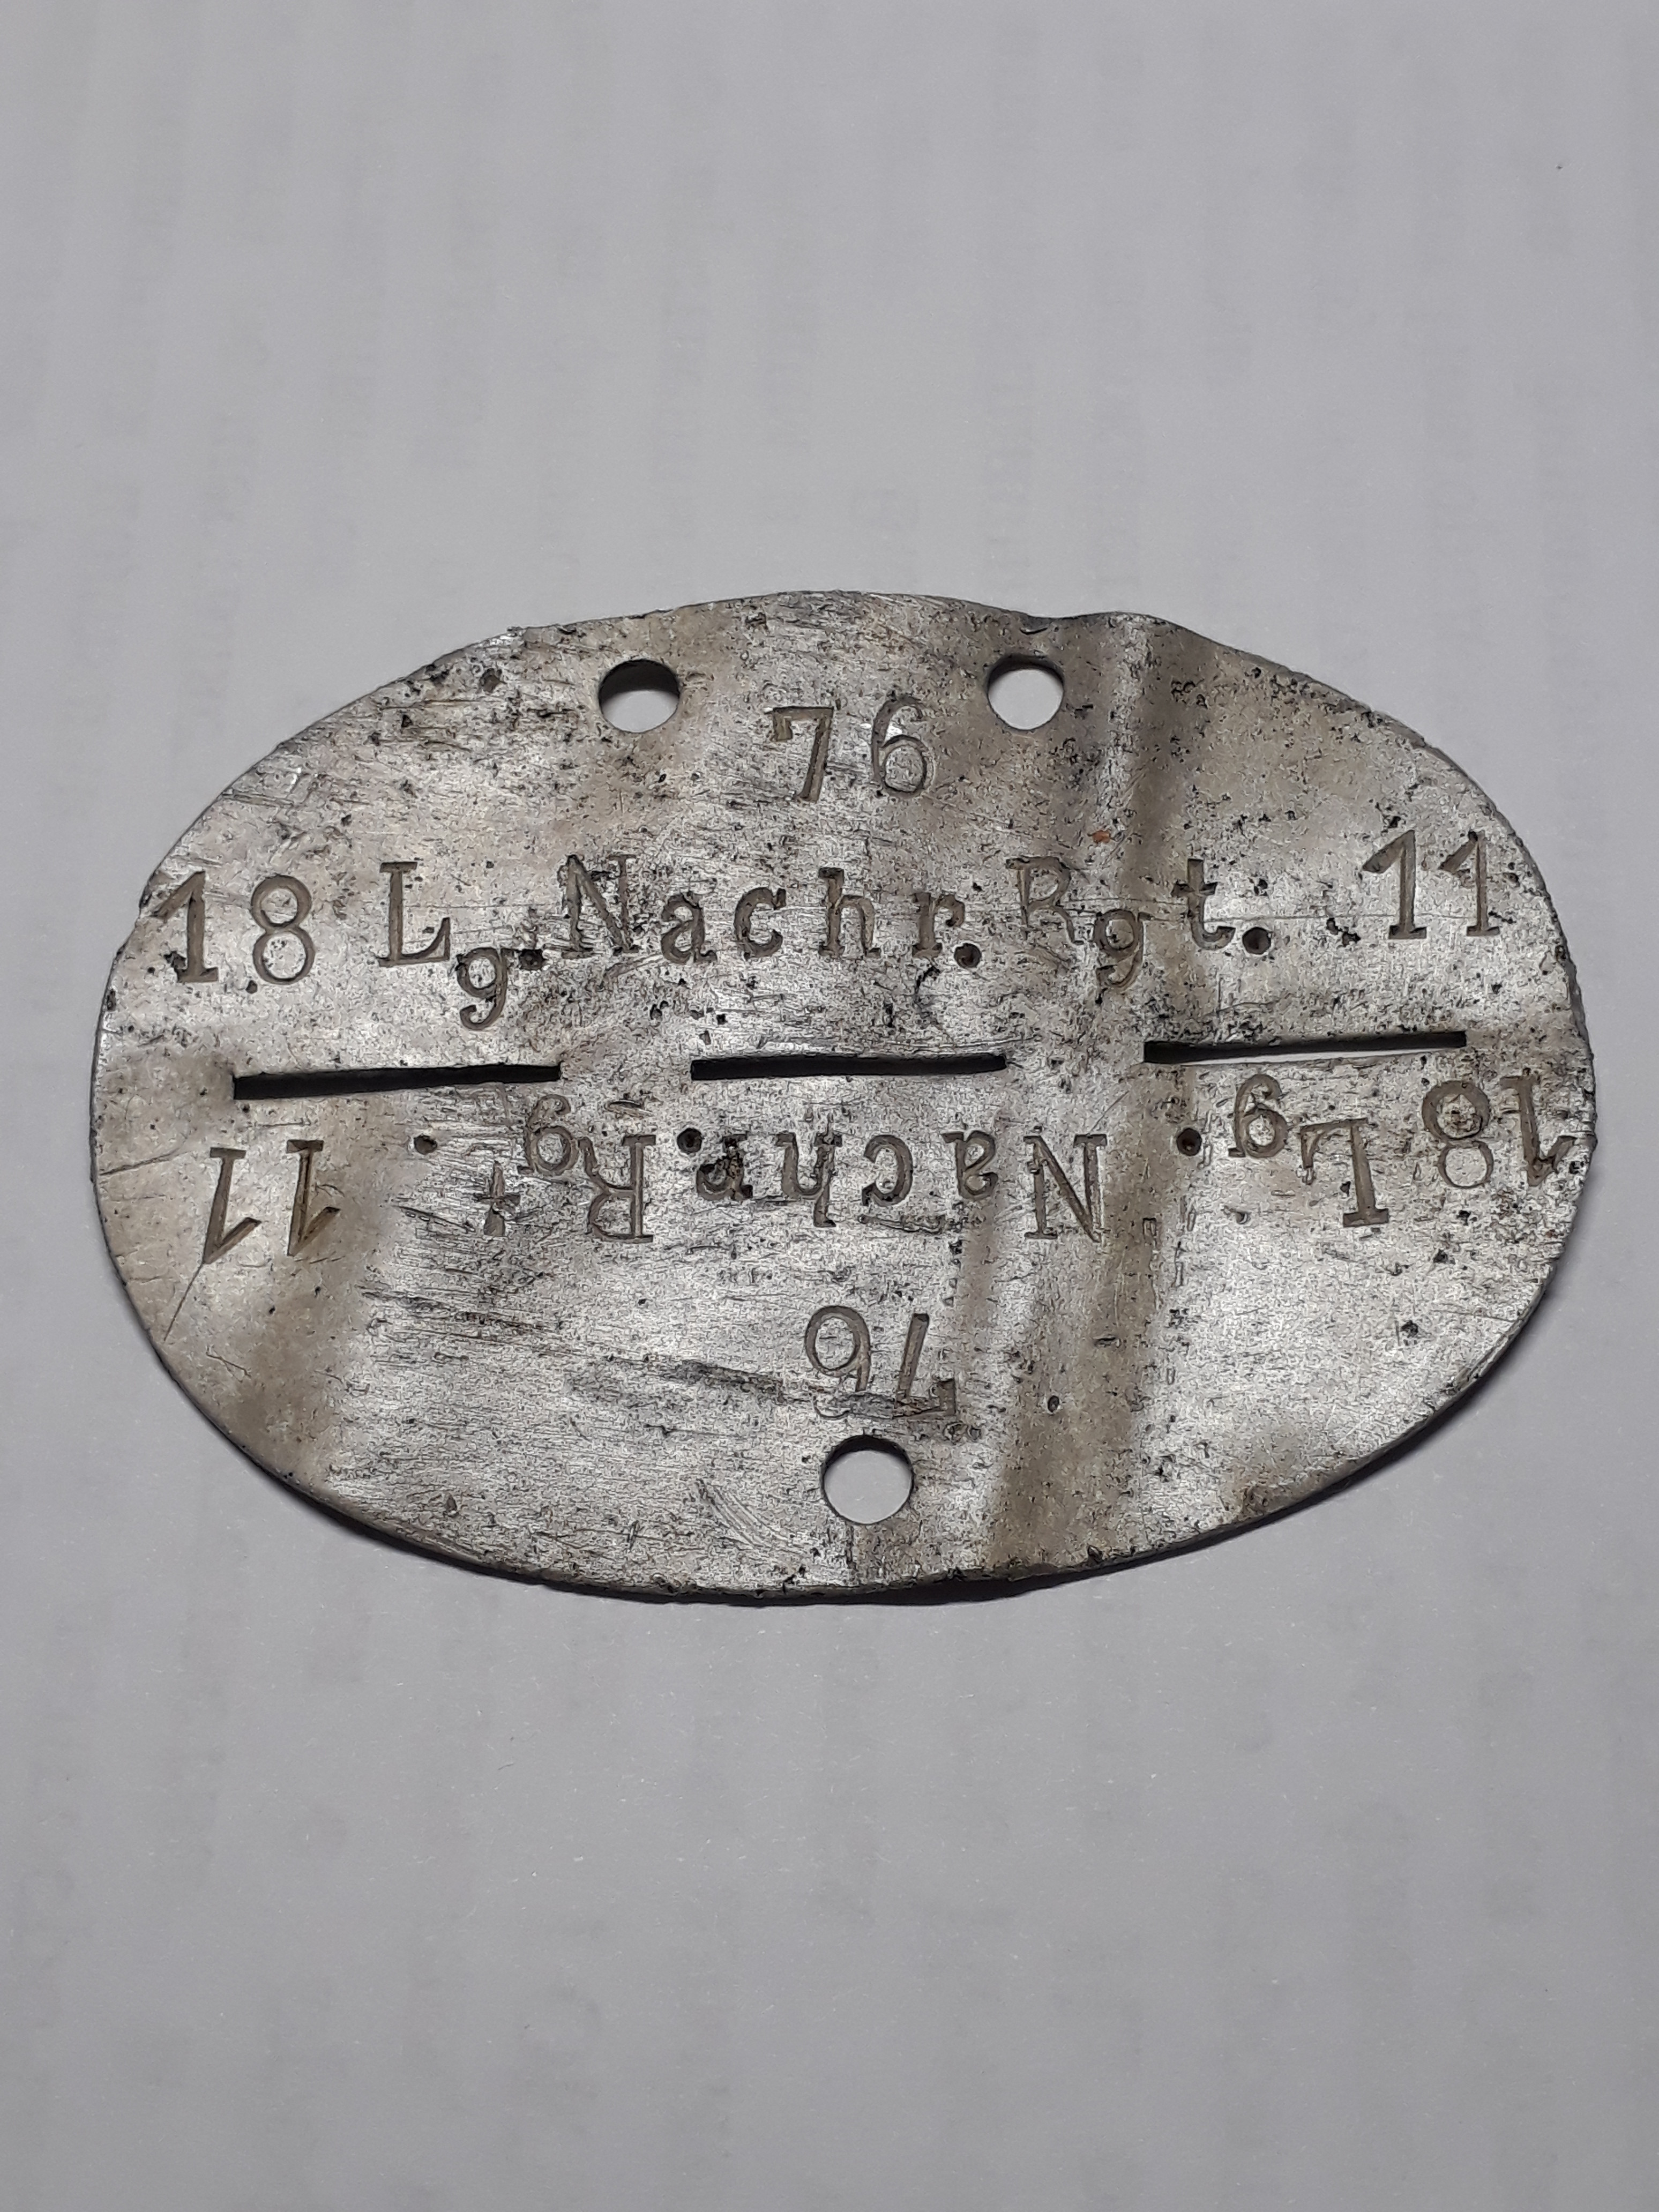 76
18 Lg. Nachr. Rgt. 11
18 Lg. Nachr. Rgt. 11
76